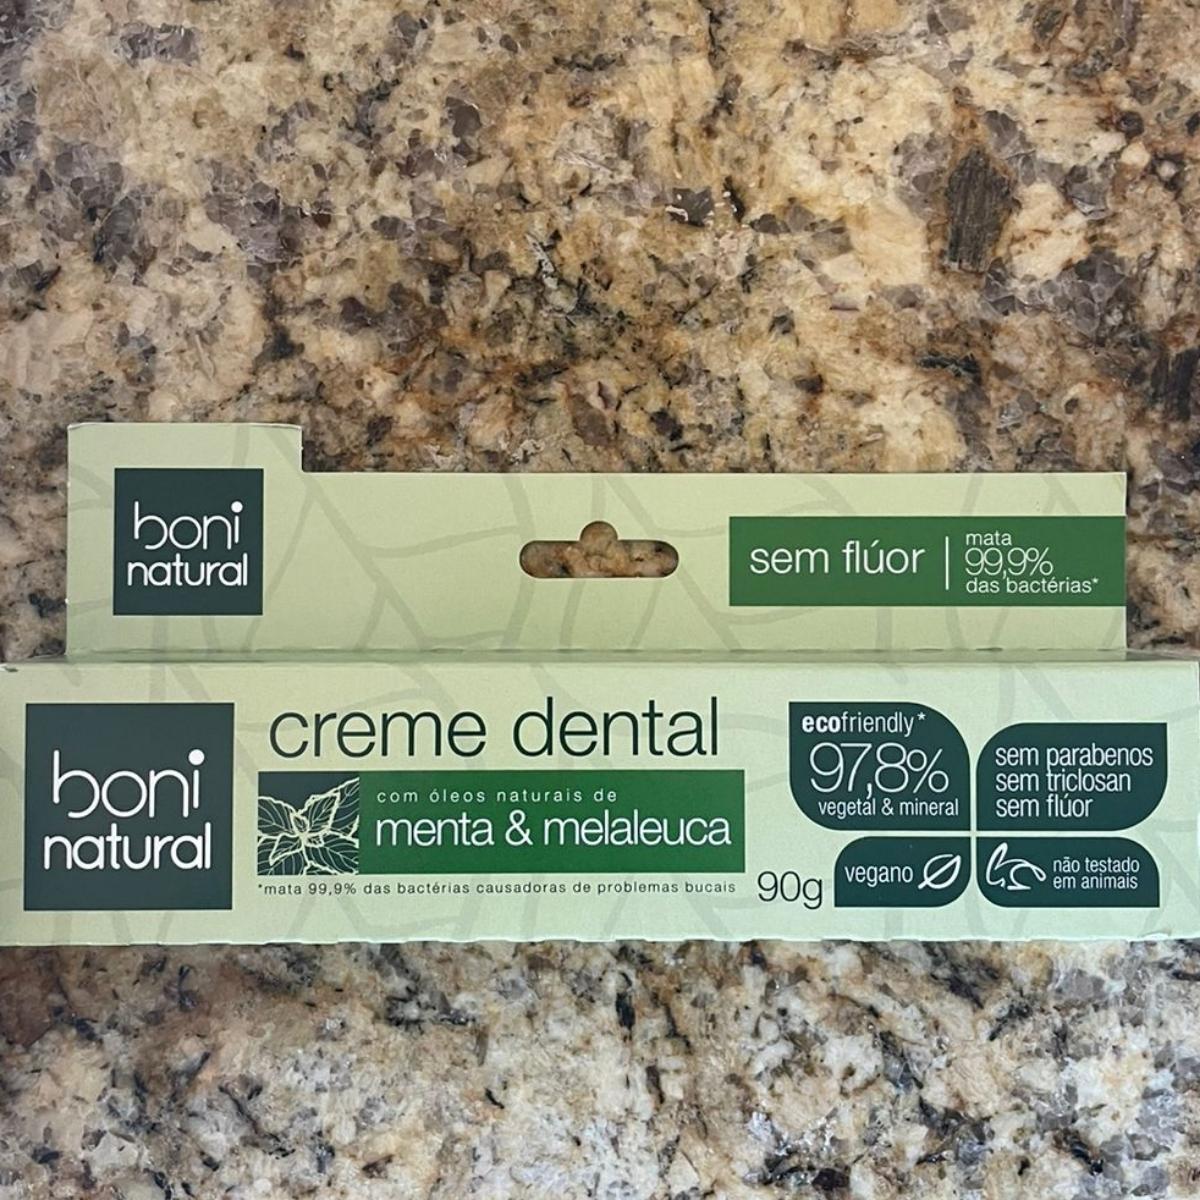 boni
natural
sem flúor
mata
99,9%
das bactérias*
boni
natural
creme dental
com óleos naturais de
menta & melaleuca
*mata 99,9% das bactérias causadoras de problemas bucais
90g
ecofriendly*
97,8%
vegetal & mineral
sem parabenos
sem triclosan
sem flúor
vegano
não testado
em animais